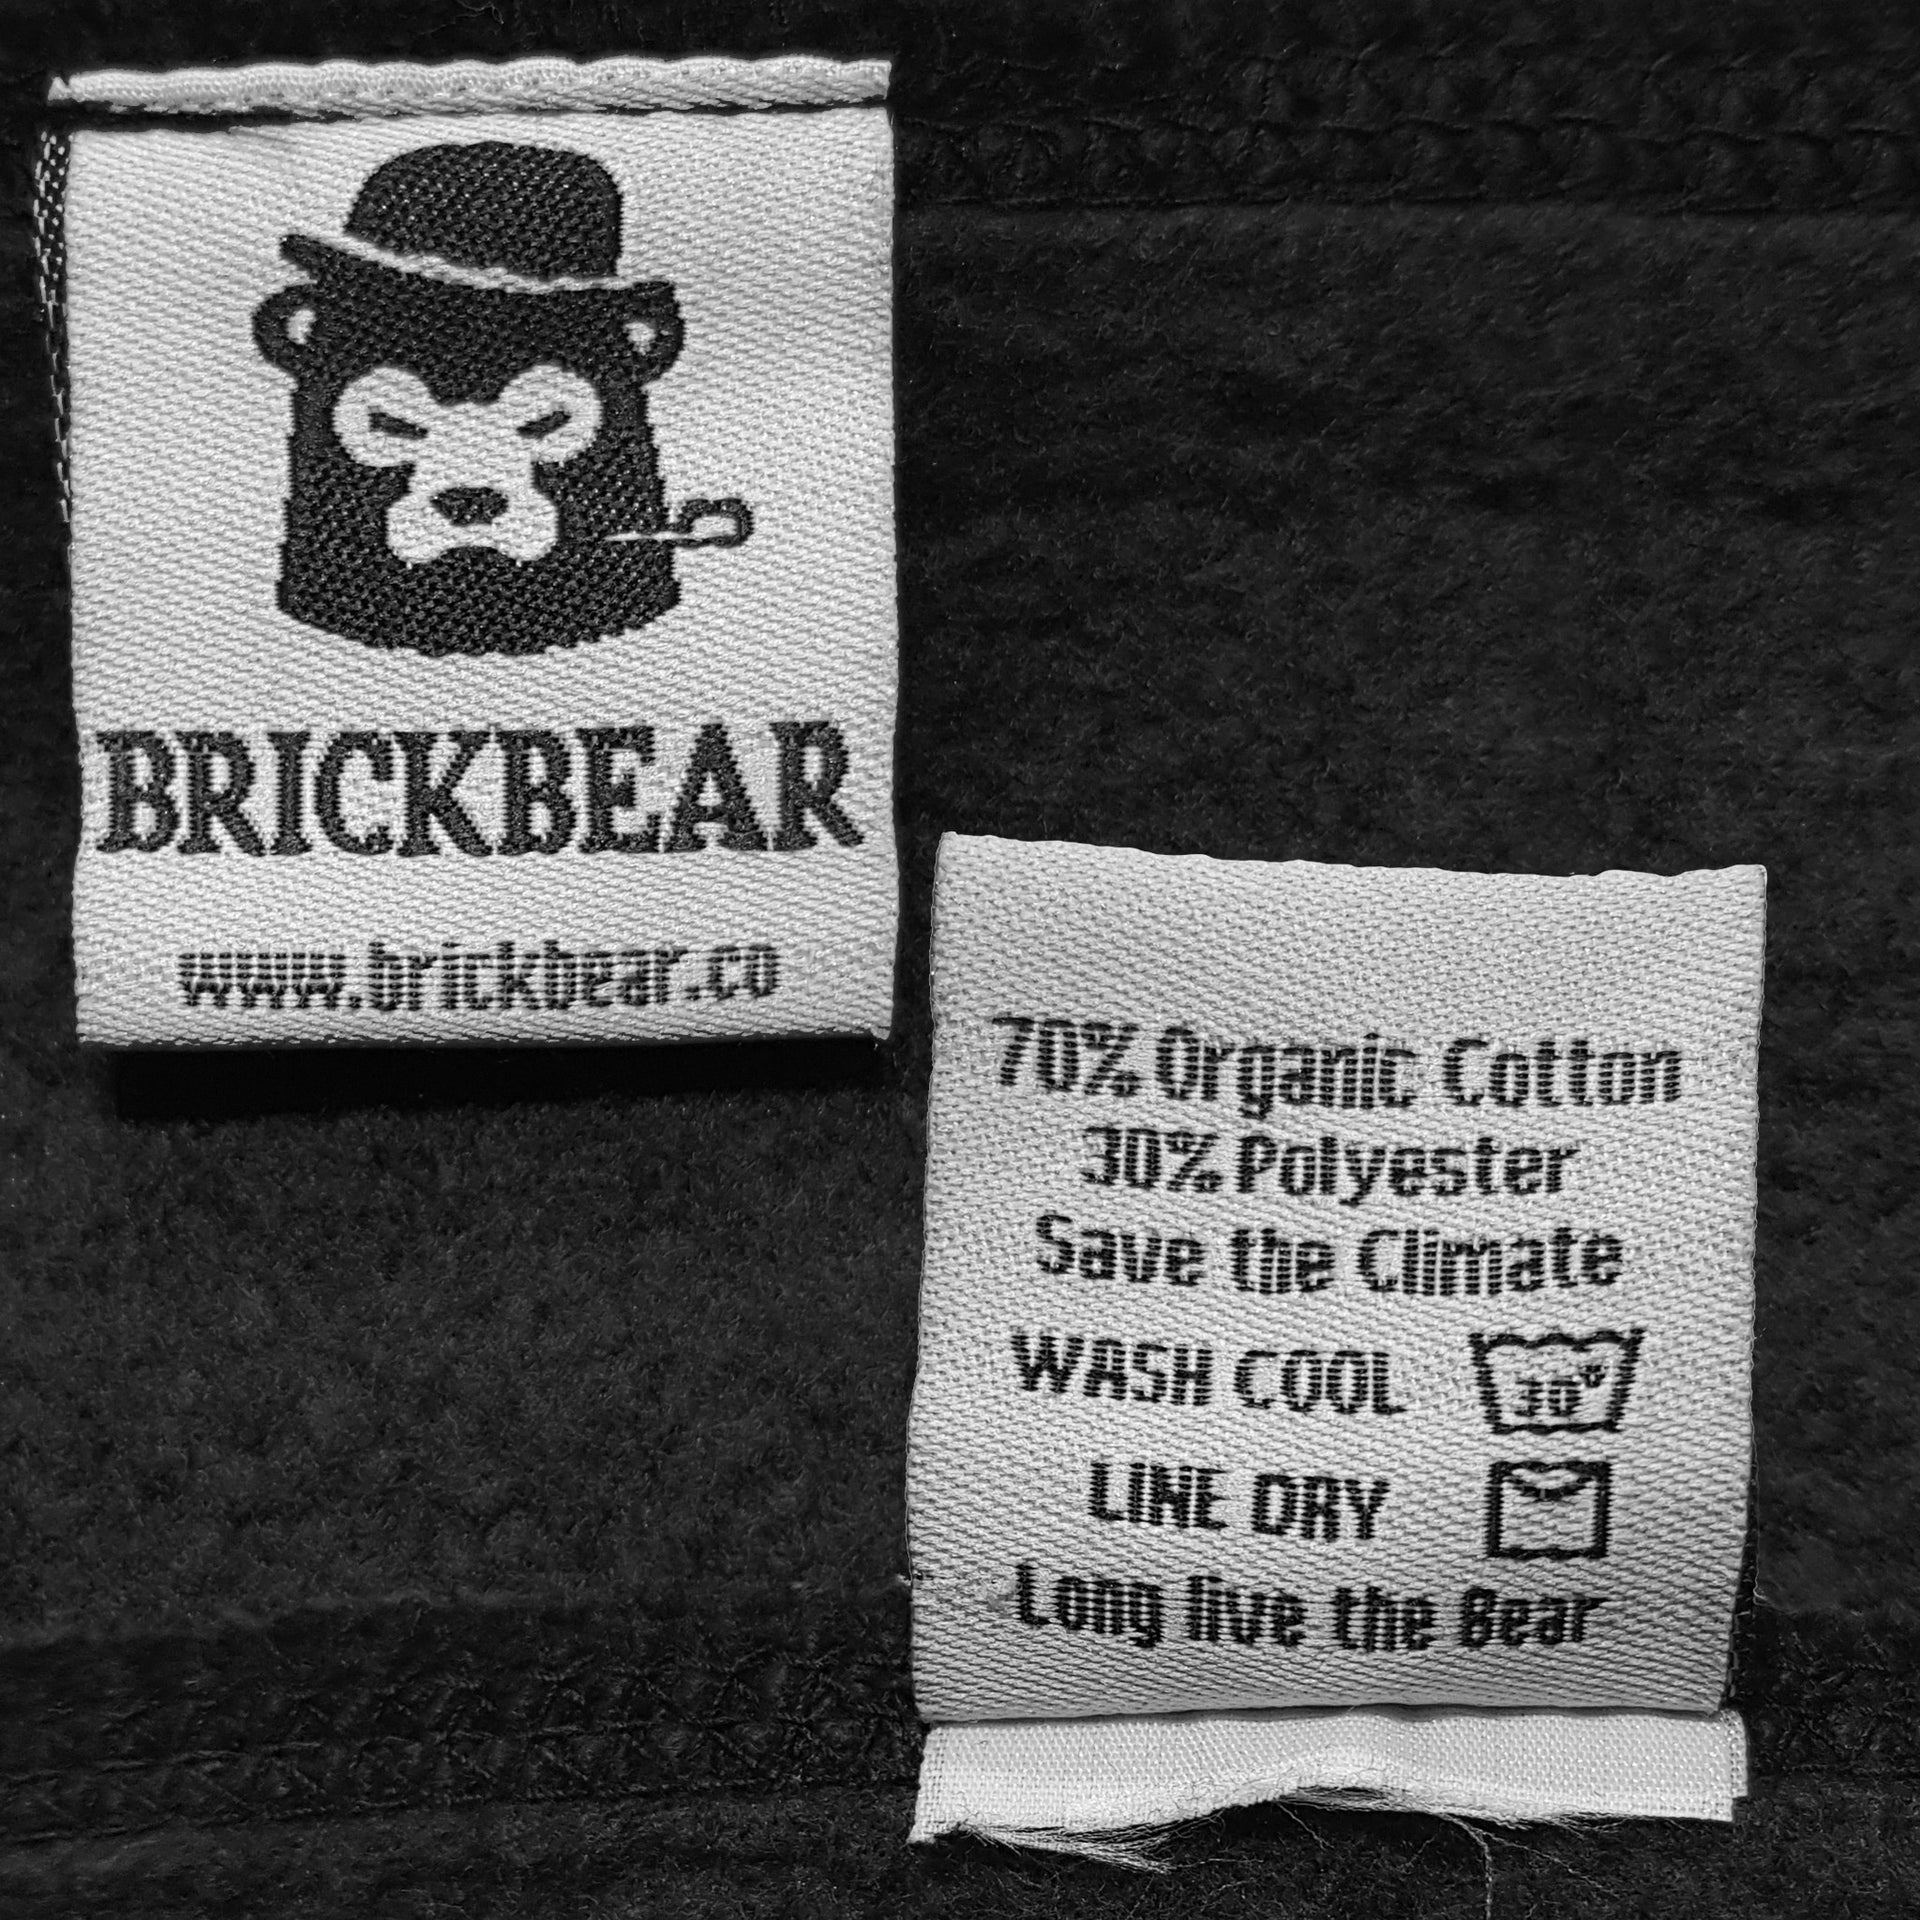 BRICKBEAR
www.brickbear.co
70% Organic Cotton
30% Polyester
Save the Climate
WASH COOL 30°
LINE DRY
Long live the Bear